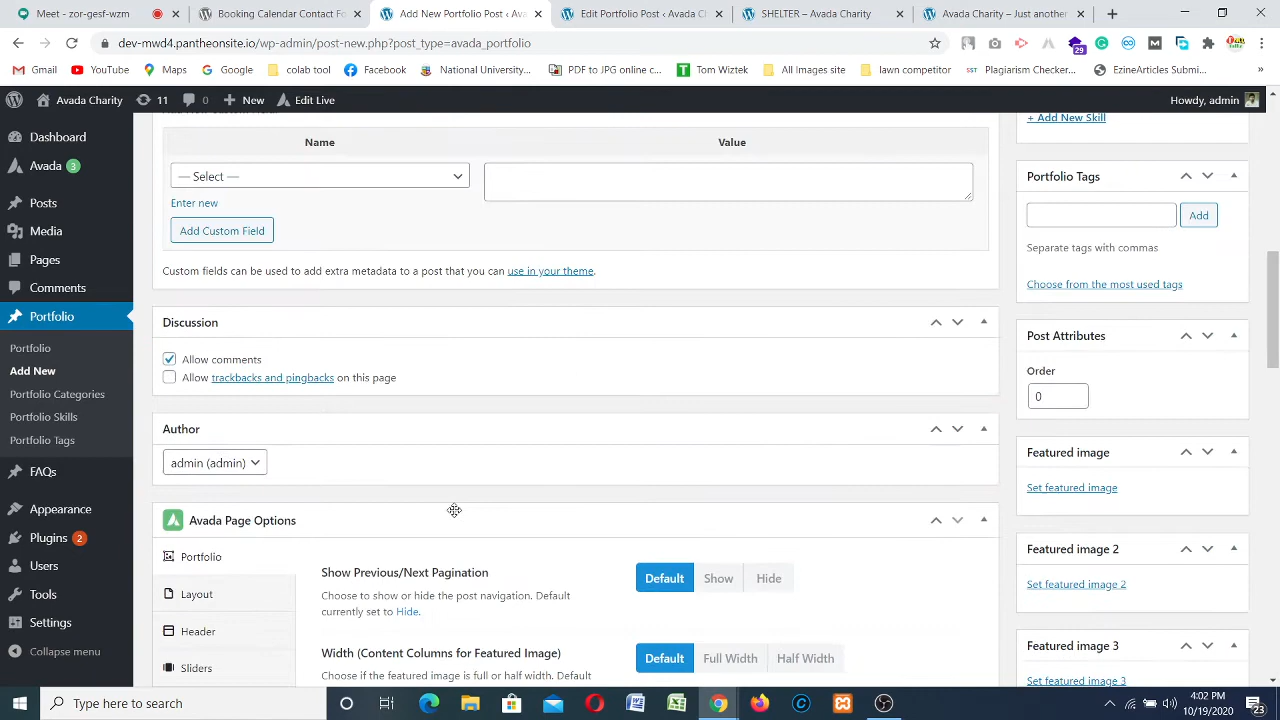 Meet - zor-gesf-wzm
Welcoming Contact Fo
Add New Portfolio Post ‹ Ava
Edit Portfolio Post ‹ Avada C
SHELTER – Avada Charity
Avada Charity – Just another
dev-mwd4.pantheonsite.io/wp-admin/post-new.php?post_type=avada_portfolio
29
Gmail
YouTube
Maps
Google
colab tool
Facebook
National University...
PDF to JPG online c...
Tom Wiztek
All Images site
lawn competitor
Plagiarism Checker...
EzineArticles Submi...
Avada Charity
11
0
New
Edit Live
Howdy, admin
Dashboard
Avada 3
Posts
Media
Pages
Comments
Portfolio
Portfolio
Add New
Portfolio Categories
Portfolio Skills
Portfolio Tags
FAQs
Appearance
Plugins 2
Users
Tools
Settings
Collapse menu
Name
Value
— Select —
Enter new
Add Custom Field
Custom fields can be used to add extra metadata to a post that you can use in your theme.
Discussion
Allow comments
Allow trackbacks and pingbacks on this page
Author
admin (admin)
Avada Page Options
Portfolio
Layout
Header
Sliders
Show Previous/Next Pagination
Choose to show or hide the post navigation. Default
currently set to Hide.
Default
Show
Hide
Width (Content Columns for Featured Image)
Choose if the featured image is full or half width. Default
Default
Full Width
Half Width
+ Add New Skill
Portfolio Tags
Add
Separate tags with commas
Choose from the most used tags
Post Attributes
Order
0
Featured image
Set featured image
Featured image 2
Set featured image 2
Featured image 3
Set featured image 3
Type here to search
4:02 PM
10/19/2020
23